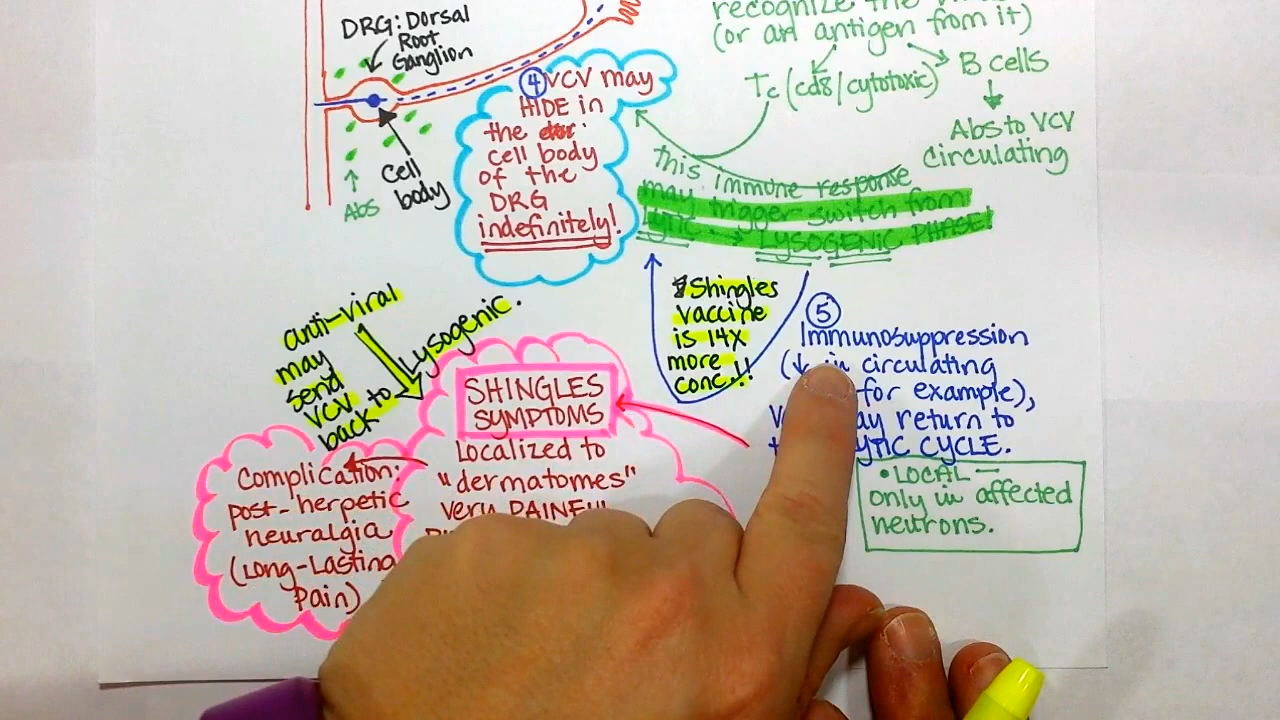 DRG: Dorsal
Root
Ganglion
Cell
body
Abs
④ VCV may
HIDE in
the
cell body
of the
DRG
indefinitely!
recognize the
(or an antigen from it)
Tc (cd8/cytotoxic)
B cells
Abs to VCV
circulating
this immune response
may trigger switch from
LYTIC → LYSOGENIC PHASE!
Shingles
vaccine
is 14X
more
conc.!!
⑤
Immunosuppression
(↓ in circulating
for example),
may return to
LYTIC CYCLE.
• LOCAL —
only in affected
neurons.
anti-viral
may
send
VCV
back to Lysogenic.
SHINGLES
SYMPTOMS
Localized to
"dermatomes"
very PAINFUL
Complication:
post-herpetic
neuralgia
(Long-Lasting
Pain)